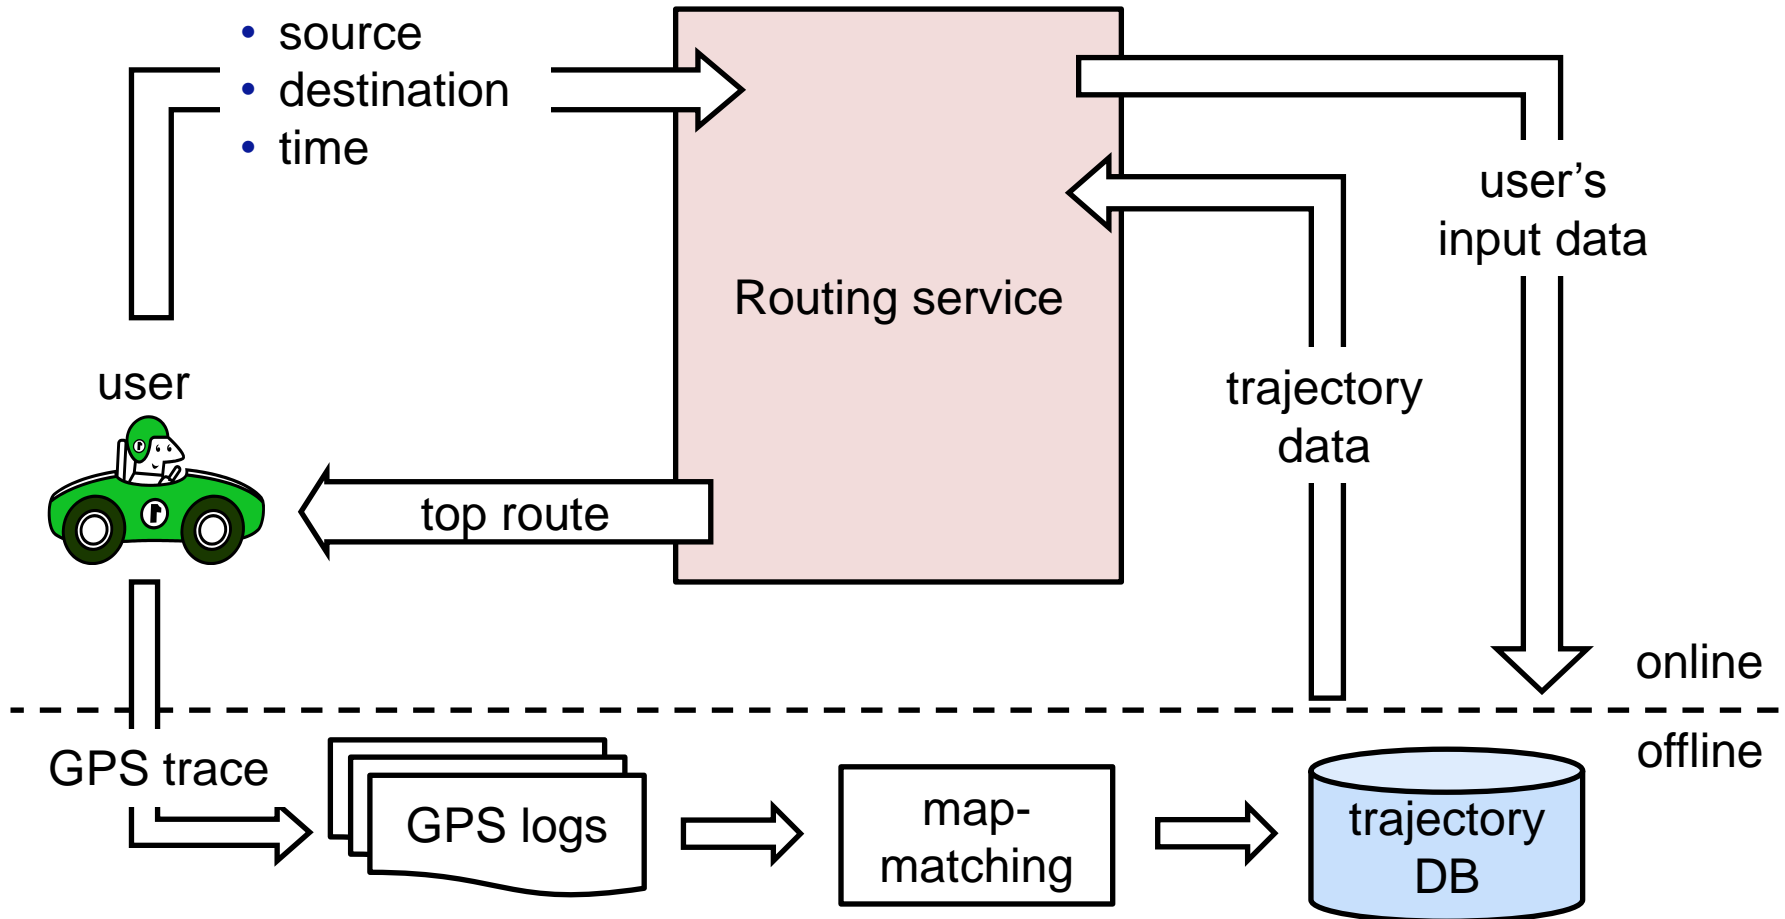 • source
• destination
• time
user's
input data
Routing service
user
trajectory
data
top route
online
offline
GPS trace
GPS logs
map-
matching
trajectory
DB